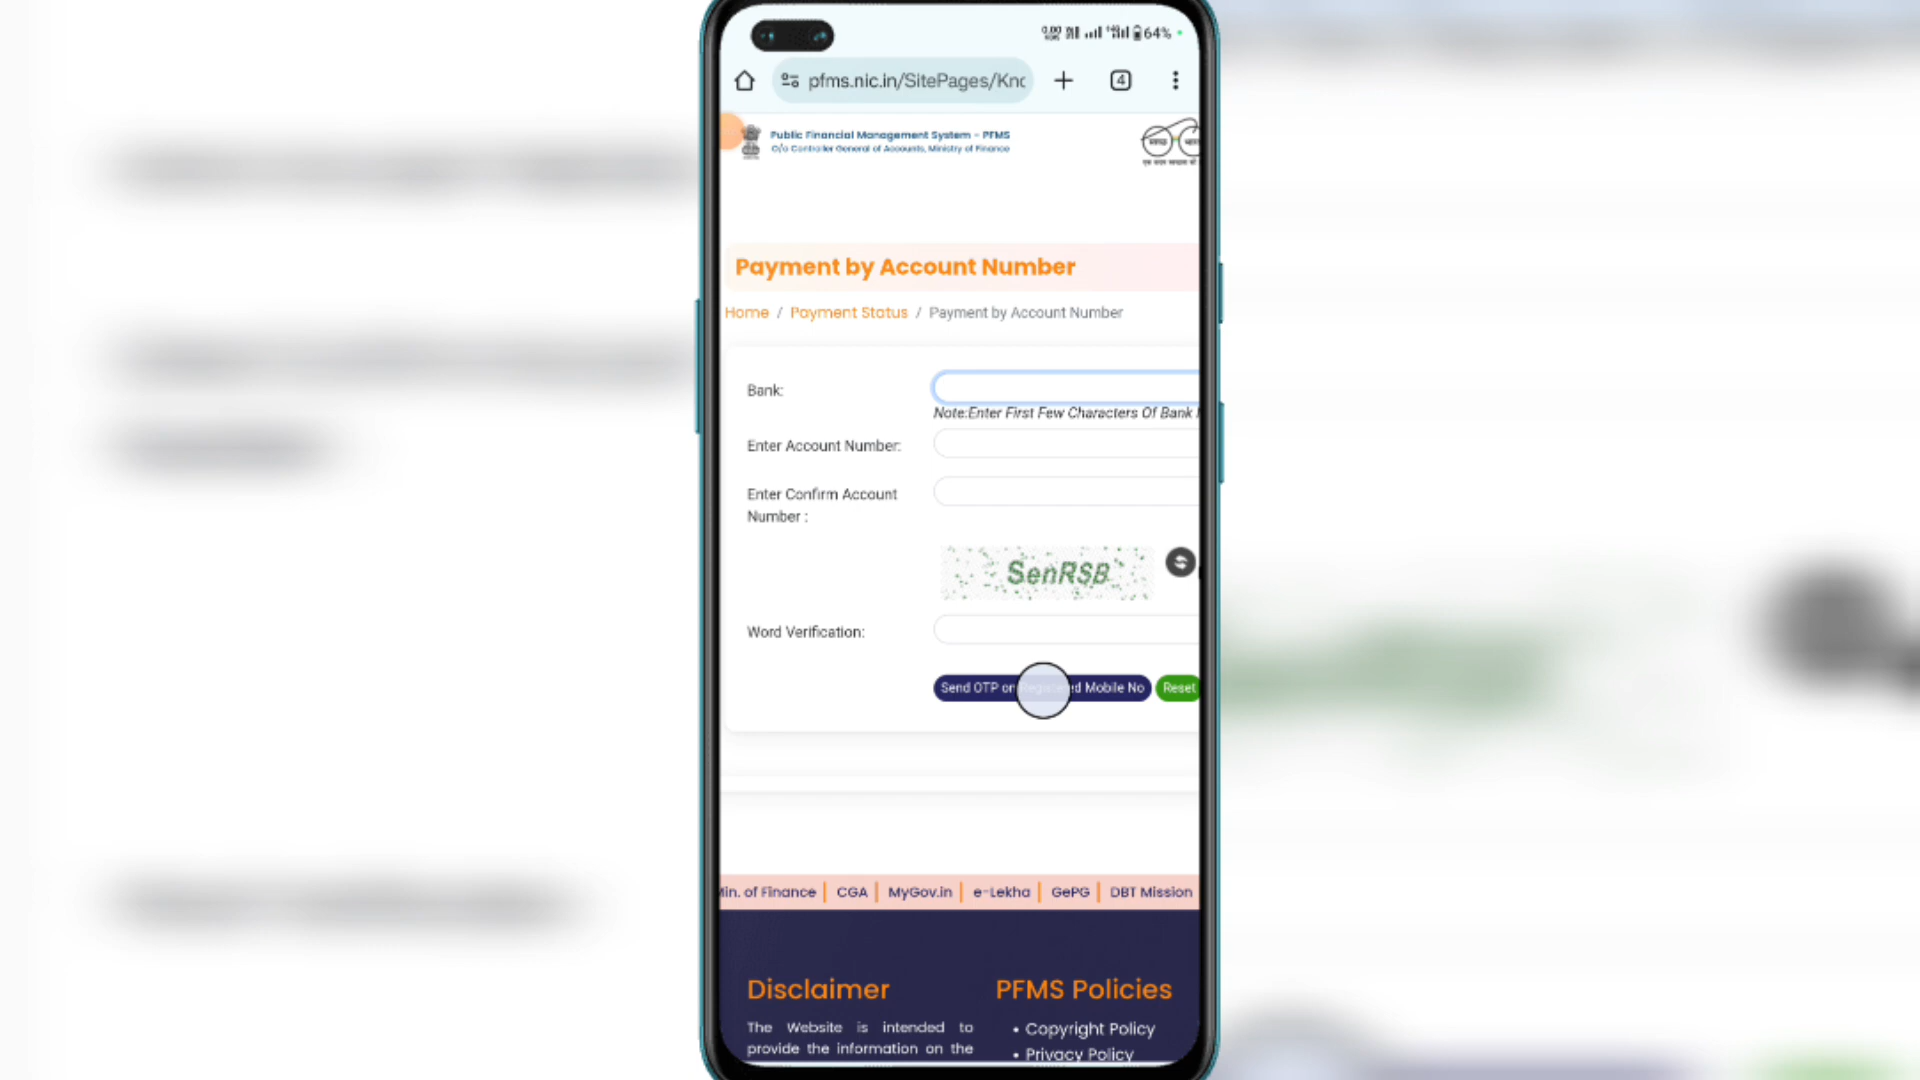 64%
pfms.nic.in/SitePages/Knc
4
Public Financial Management System - PFMS
O/o Controller General of Accounts, Ministry of Finance
Payment by Account Number
Home / Payment Status / Payment by Account Number
Bank:
Note:Enter First Few Characters Of Bank
Enter Account Number:
Enter Confirm Account
Number :
SenRSB
Word Verification:
Send OTP on Registered Mobile No Reset
Min. of Finance | CGA | MyGov.in | e-Lekha | GePG | DBT Mission
Disclaimer
The Website is intended to
provide the information on the
PFMS Policies
• Copyright Policy
• Privacy Policy